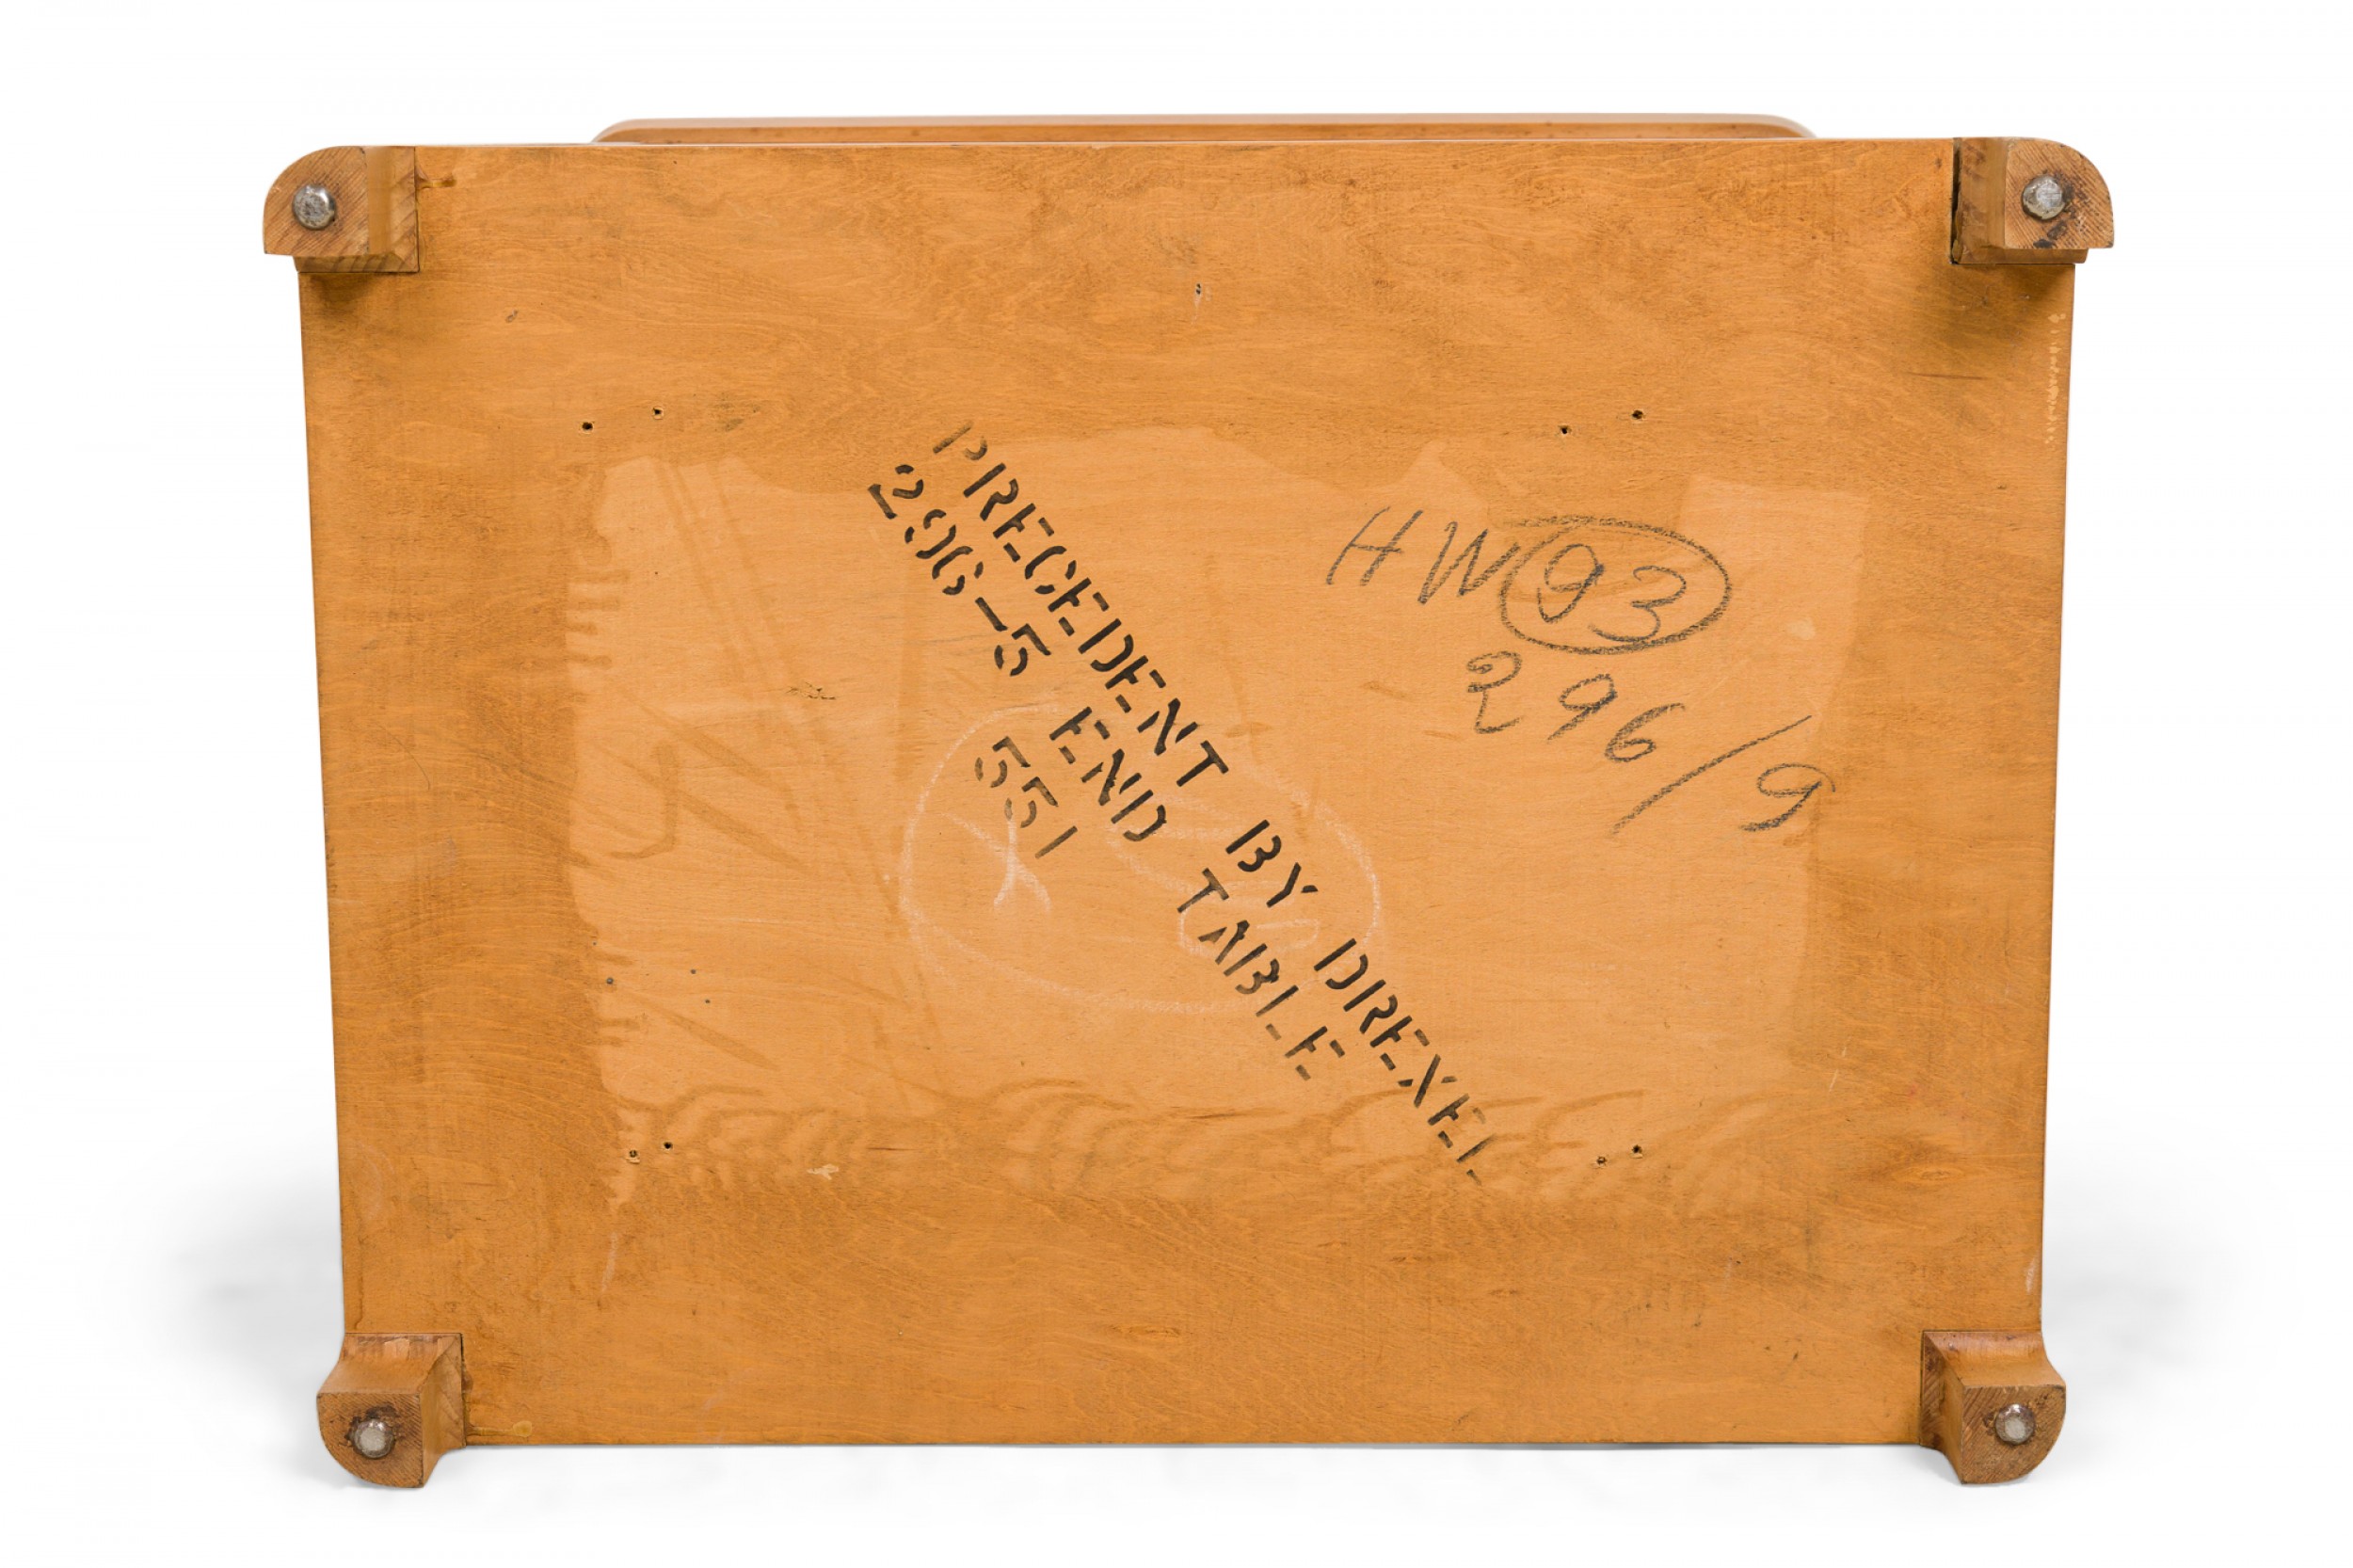 PRECEDENT BY DREXEL
296-5 END TABLE
551
HW 93
296/9
X